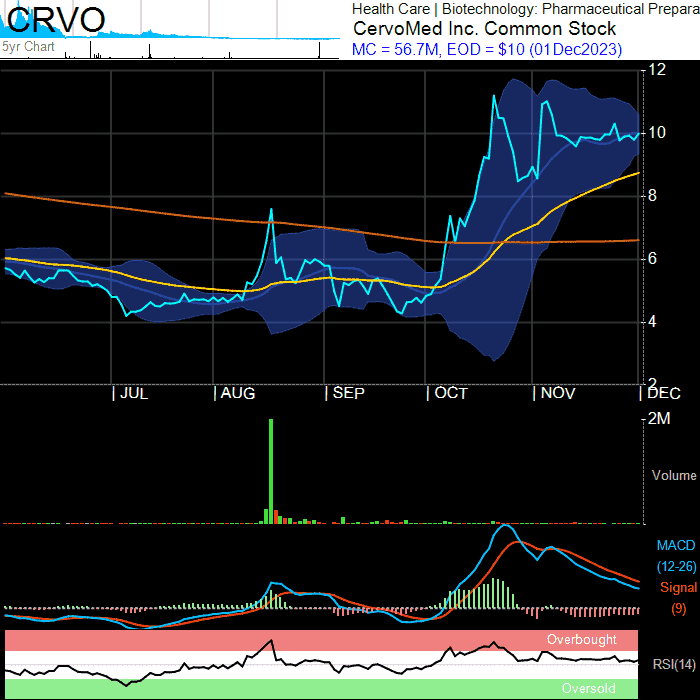 CRVO
5yr Chart
Health Care | Biotechnology: Pharmaceutical Prepara
CervoMed Inc. Common Stock
MC = 56.7M, EOD = $10 (01Dec2023)
12
10
8
6
4
2
| JUL | AUG | SEP | OCT | NOV | DEC
2M
Volume
MACD
(12-26)
Signal
(9)
Overbought
RSI(14)
Oversold